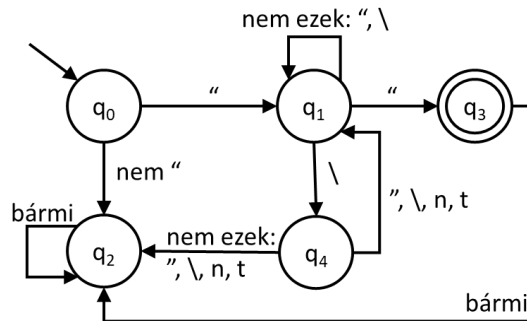 nem ezek: “, \
q0
“
q1
“
q3
nem “
\
”, \, n, t
bármi
q2
nem ezek:
”, \, n, t
q4
bármi